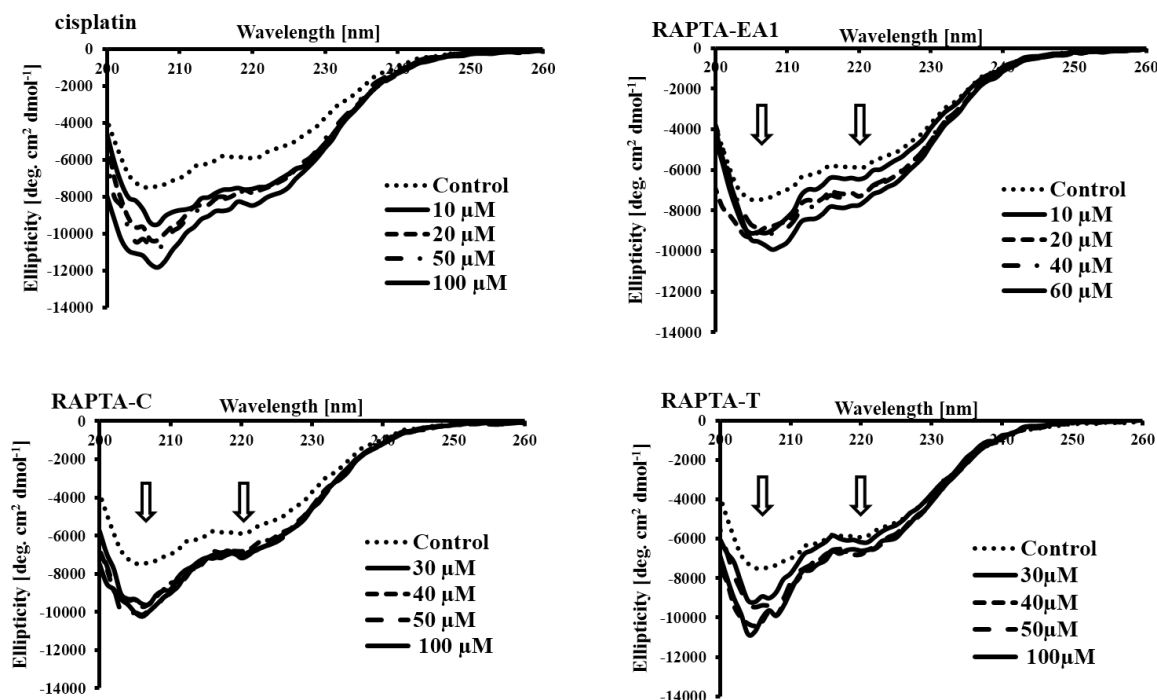 cisplatin
Wavelength [nm]
0
200 210 220 230 240 250 260
-2000
-4000
-6000
-8000
-10000
-12000
-14000
Ellipticity [deg. cm² dmol⁻¹]
Control
10 µM
20 µM
50 µM
100 µM
RAPTA-EA1
Wavelength [nm]
0
200 210 220 230 240 250 260
-2000
-4000
-6000
-8000
-10000
-12000
-14000
Ellipticity [deg. cm² dmol⁻¹]
Control
10 µM
20 µM
40 µM
60 µM
RAPTA-C
Wavelength [nm]
0
200 210 220 230 240 250 260
-2000
-4000
-6000
-8000
-10000
-12000
-14000
Ellipticity [deg. cm² dmol⁻¹]
Control
30 µM
40 µM
50 µM
100 µM
RAPTA-T
Wavelength [nm]
0
200 210 220 230 240 250 260
-2000
-4000
-6000
-8000
-10000
-12000
-14000
Ellipticity [deg. cm² dmol⁻¹]
Control
30µM
40µM
50µM
100µM